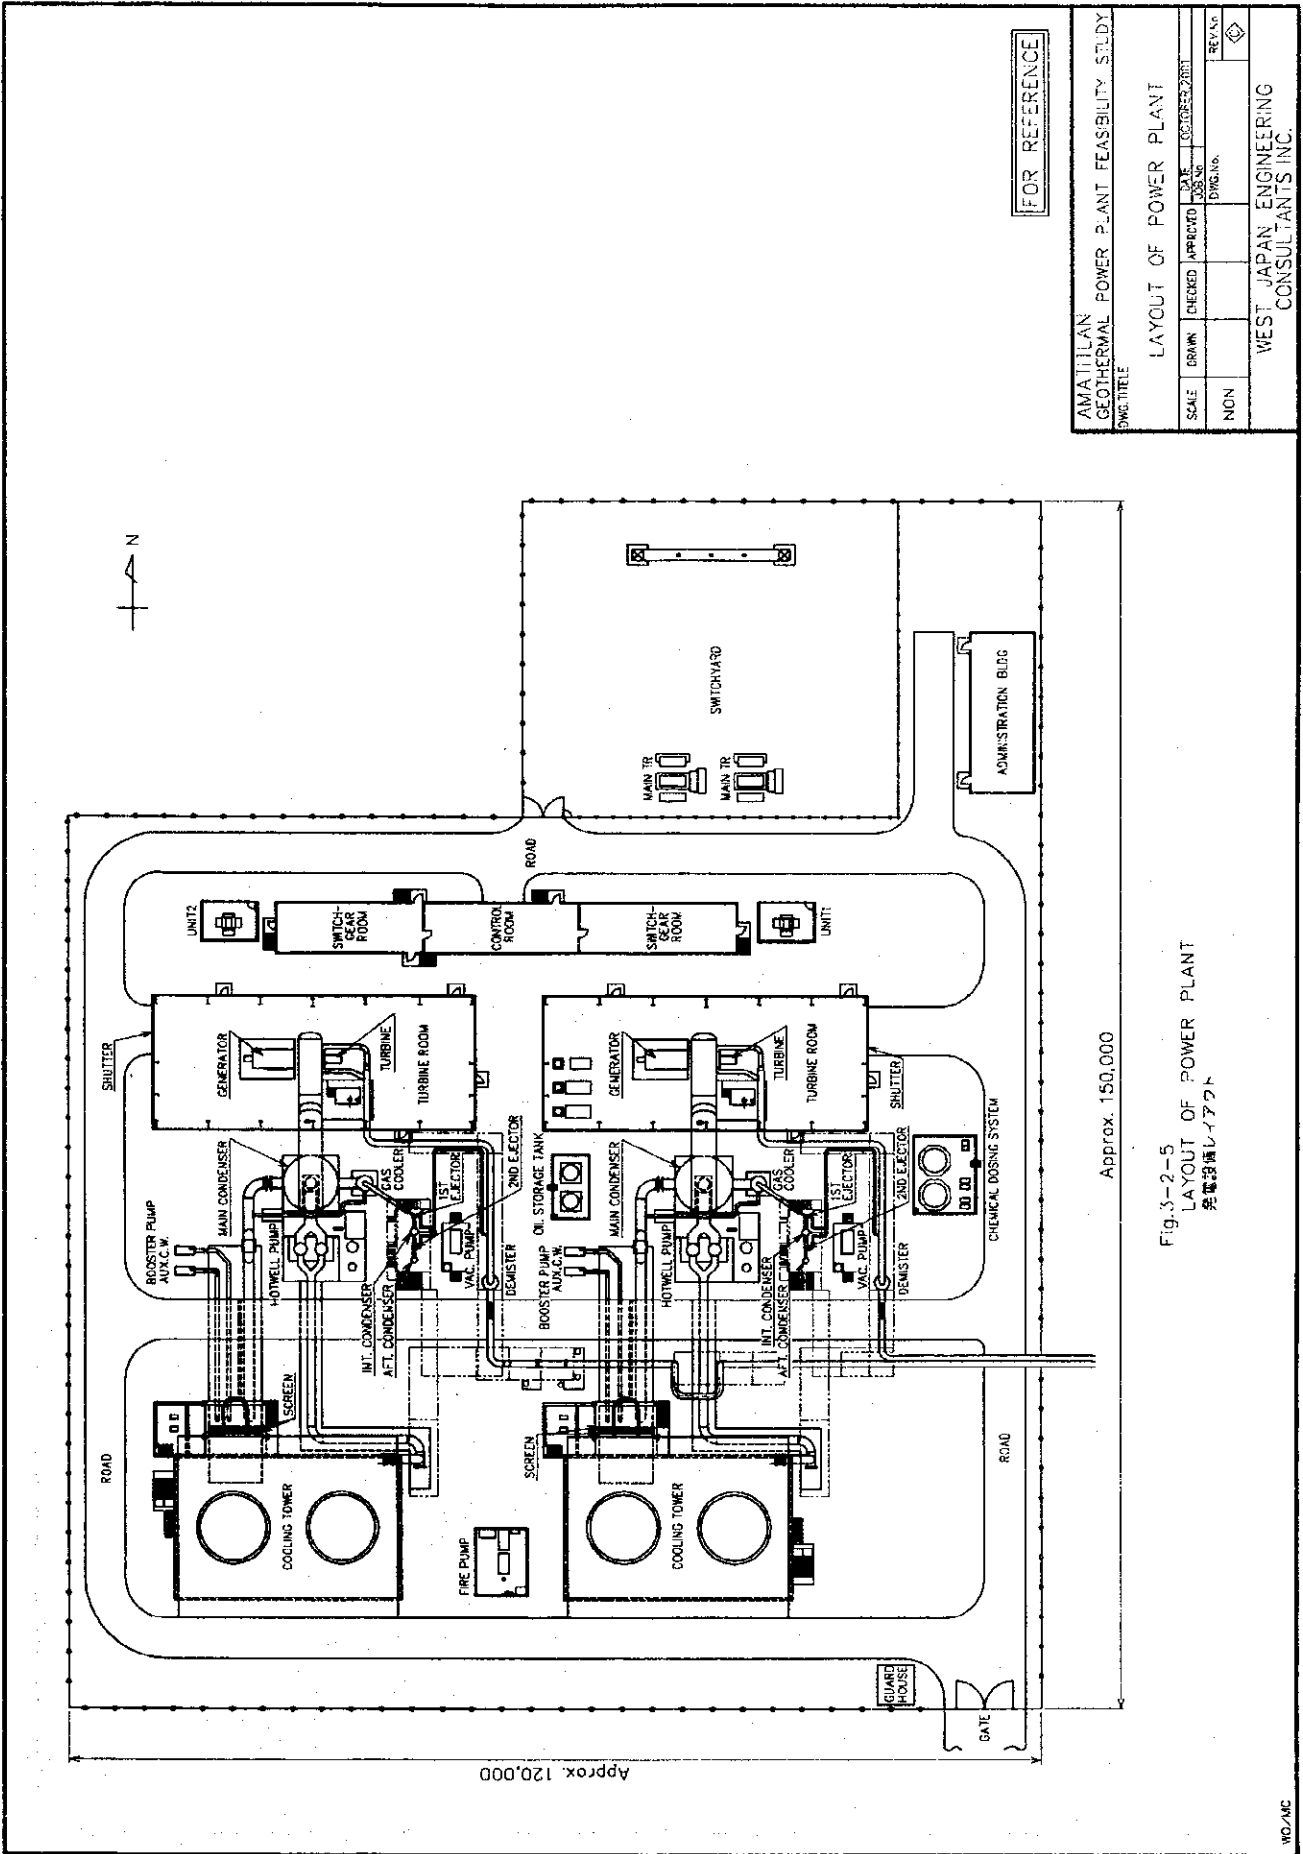 FOR REFERENCE
N
SHUTTER
UNIT2
SWITCH-
GEAR
ROOM
CONTROL
ROOM
SWITCH-
GEAR
ROOM
UNIT1
ROAD
SWITCHYARD
MAIN TR
MAIN TR
ADMINISTRATION BLDG
GENERATOR
TURBINE
TURBINE ROOM
GENERATOR
TURBINE
TURBINE ROOM
SHUTTER
BOOSTER PUMP
AUX.C.W.
MAIN CONDENSER
HOTWELL PUMP
GAS
COOLER
1ST
EJECTOR
2ND EJECTOR
INT. CONDENSER
AFT. CONDENSER
VAC. PUMP
DEMISTER
OIL STORAGE TANK
BOOSTER PUMP
AUX.C.W.
MAIN CONDENSER
HOTWELL PUMP
GAS
COOLER
1ST
EJECTOR
2ND EJECTOR
INT. CONDENSER
AFT. CONDENSER
VAC. PUMP
DEMISTER
CHEMICAL DOSING SYSTEM
ROAD
SCREEN
COOLING TOWER
FIRE PUMP
SCREEN
COOLING TOWER
ROAD
GUARD
HOUSE
GATE
Approx. 120,000
Approx. 150,000
Fig.3-2-5
LAYOUT OF POWER PLANT
発電設備レイアウト
AMATITLAN
GEOTHERMAL POWER PLANT FEASIBILITY STUDY
DWG.TITELE
LAYOUT OF POWER PLANT
SCALE DRAWN CHECKED APPROVED DATE OCTOBER,2001
JOB.No
NON DWG.No. REV.No
C
WEST JAPAN ENGINEERING
CONSULTANTS INC.
WO/MC